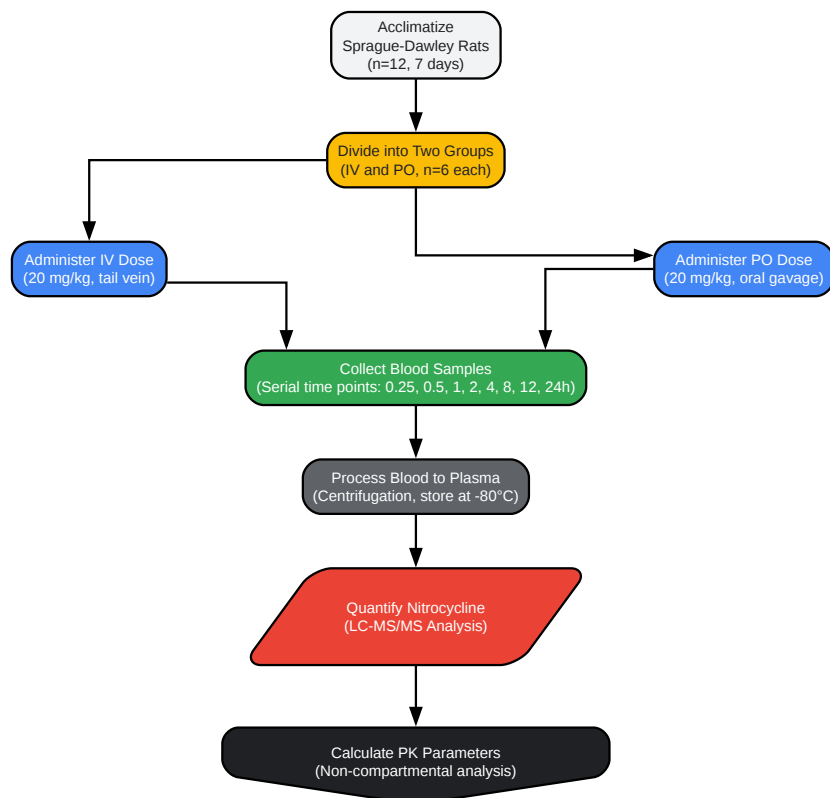 Acclimatize
Sprague-Dawley Rats
(n=12, 7 days)
Divide into Two Groups
(IV and PO, n=6 each)
Administer IV Dose
(20 mg/kg, tail vein)
Administer PO Dose
(20 mg/kg, oral gavage)
Collect Blood Samples
(Serial time points: 0.25, 0.5, 1, 2, 4, 8, 12, 24h)
Process Blood to Plasma
(Centrifugation, store at -80°C)
Quantify Nitrocycline
(LC-MS/MS Analysis)
Calculate PK Parameters
(Non-compartmental analysis)